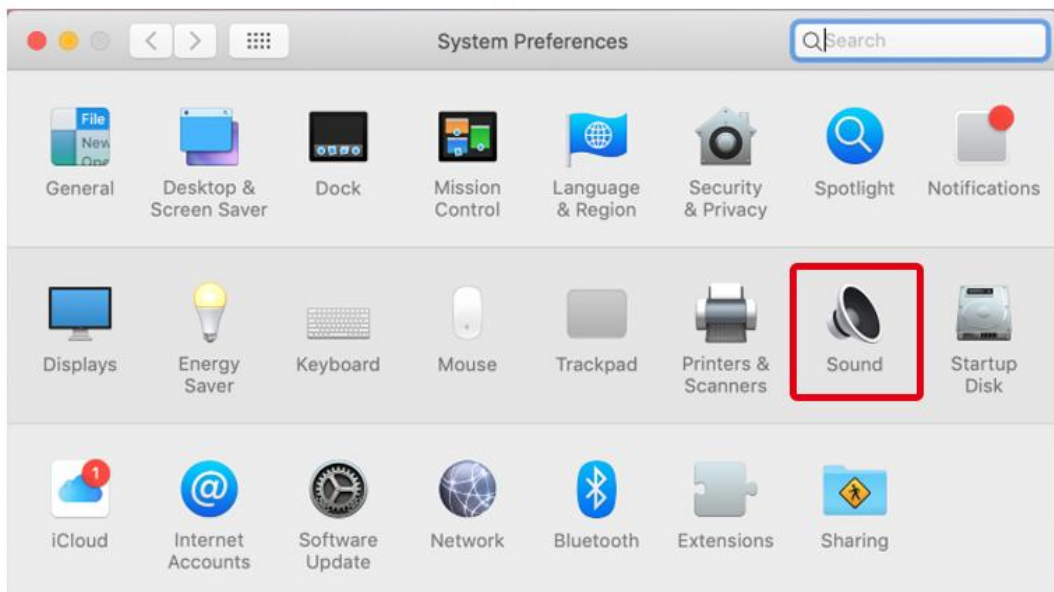 System Preferences
Search
File
New
Ope
General
Desktop &
Screen Saver
Dock
Mission
Control
Language
& Region
Security
& Privacy
Spotlight
Notifications
Displays
Energy
Saver
Keyboard
Mouse
Trackpad
Printers &
Scanners
Sound
Startup
Disk
1
iCloud
@
Internet
Accounts
Software
Update
Network
Bluetooth
Extensions
Sharing